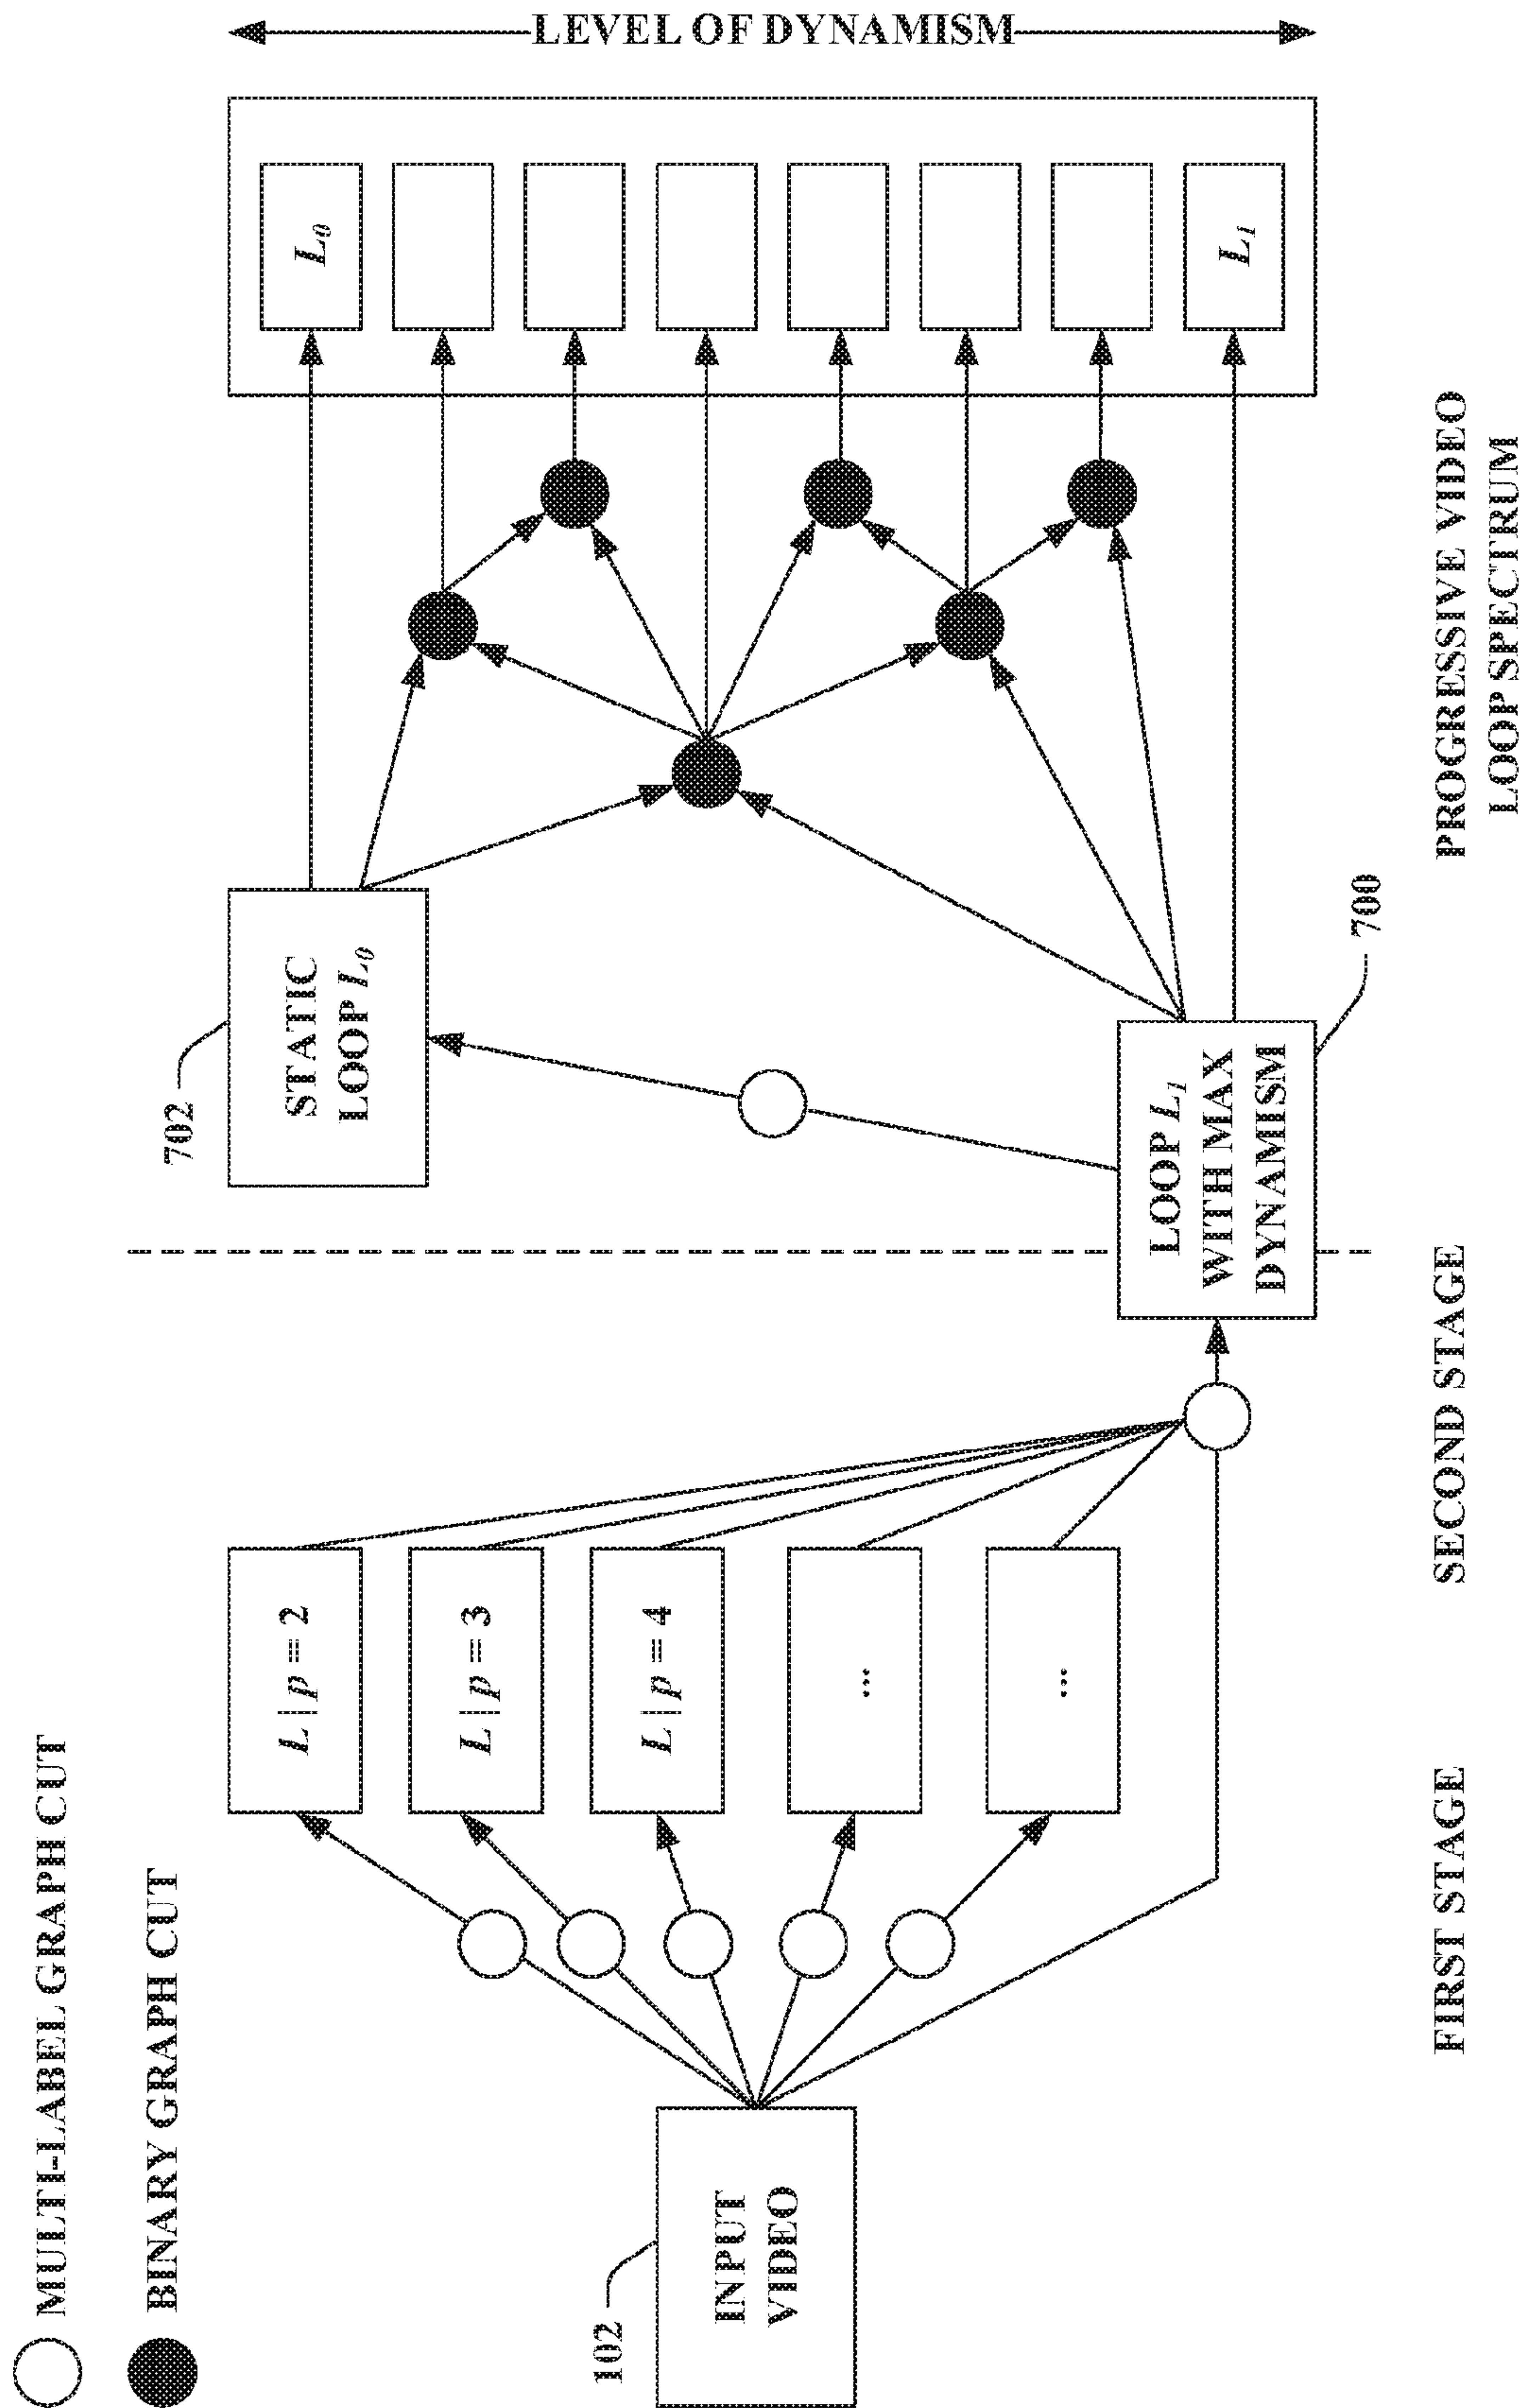 MULTI-LABEL GRAPH CUT
BINARY GRAPH CUT
102
INPUT
VIDEO
L | p = 2
L | p = 3
L | p = 4
...
...
702
STATIC
LOOP L0
LOOP L1
WITH MAX
DYNAMISM
700
L0
L1
LEVEL OF DYNAMISM
FIRST STAGE
SECOND STAGE
PROGRESSIVE VIDEO
LOOP SPECTRUM